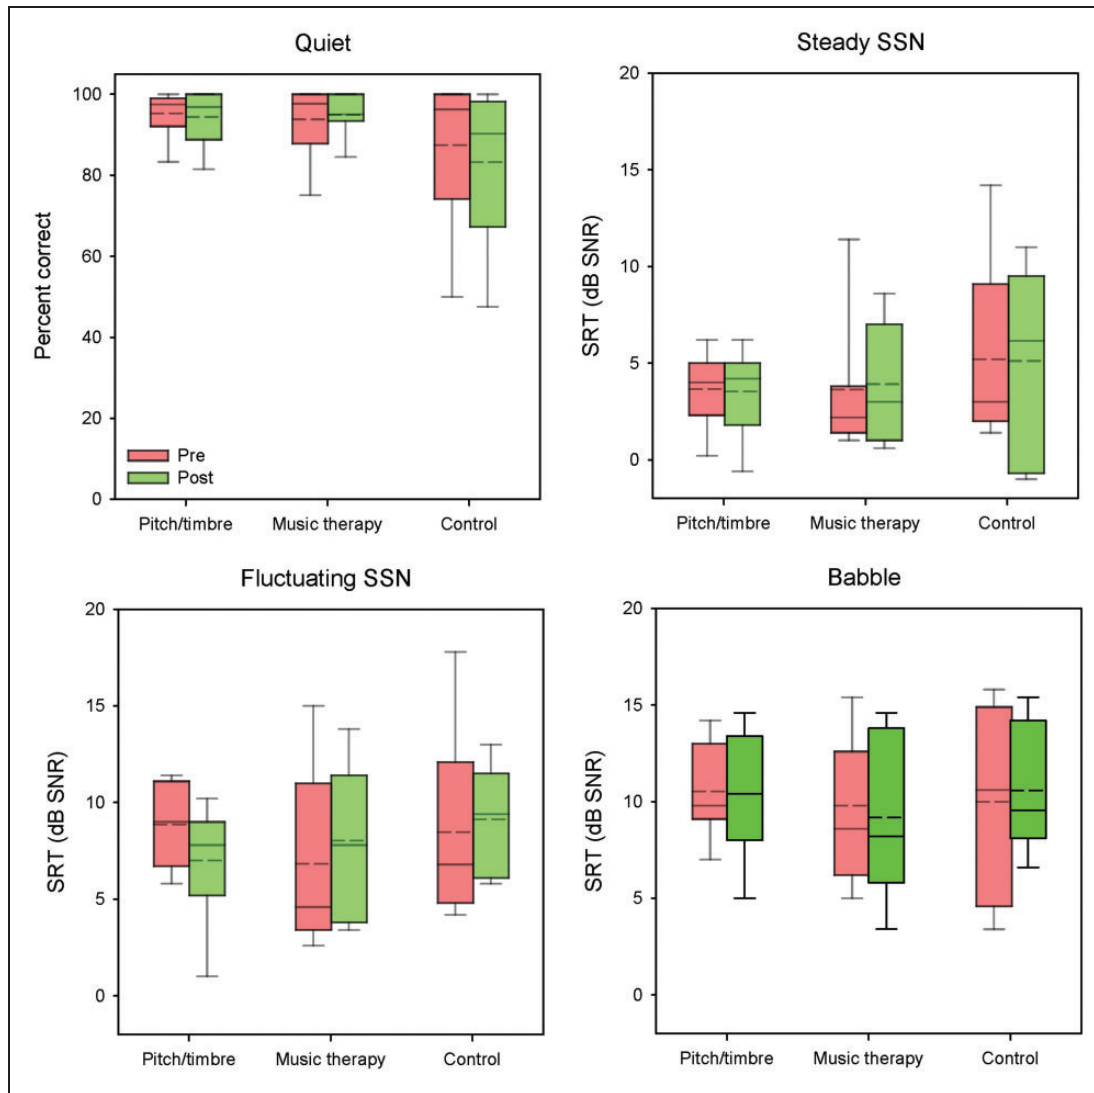 Quiet
Percent correct
100
80
60
40
20
0
Pre
Post
Pitch/timbre
Music therapy
Control
Steady SSN
SRT (dB SNR)
20
15
10
5
0
Pitch/timbre
Music therapy
Control
Fluctuating SSN
SRT (dB SNR)
20
15
10
5
0
Pitch/timbre
Music therapy
Control
Babble
SRT (dB SNR)
20
15
10
5
0
Pitch/timbre
Music therapy
Control